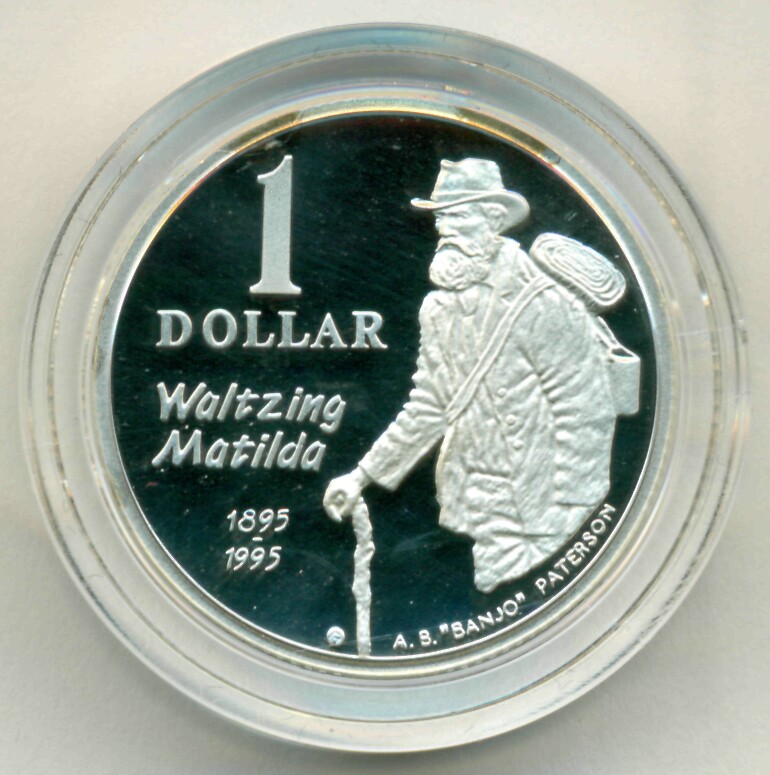 1
DOLLAR
Waltzing
Matilda
1895
-
1995
A. B. "BANJO" PATERSON